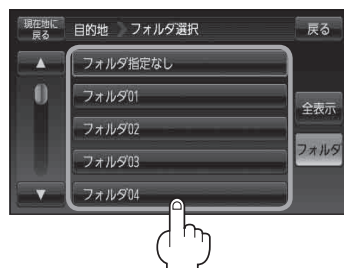 現在地に
戻る
目的地 フォルダ選択
戻る
▲
フォルダ指定なし
フォルダ01
フォルダ02
フォルダ03
フォルダ04
▼
全表示
フォルダ